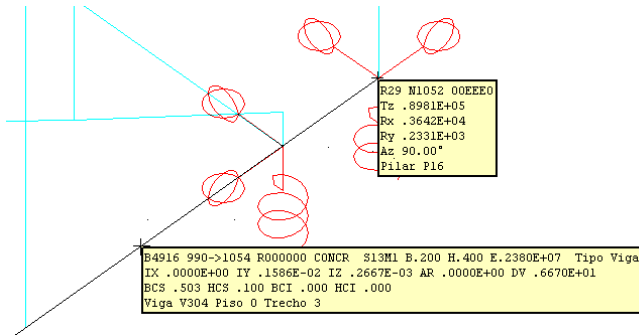 R29 N1052 00EEE0
Tz .8981E+05
Rx .3642E+04
Ry .2331E+03
Az 90.00°
Pilar P16
B4916 990->1054 R000000 CONCR S13M1 B.200 H.400 E.2380E+07 Tipo Viga
IX .0000E+00 IY .1586E-02 IZ .2667E-03 AR .0000E+00 DV .6670E+01
BCS .503 HCS .100 BCI .000 HCI .000
Viga V304 Piso 0 Trecho 3